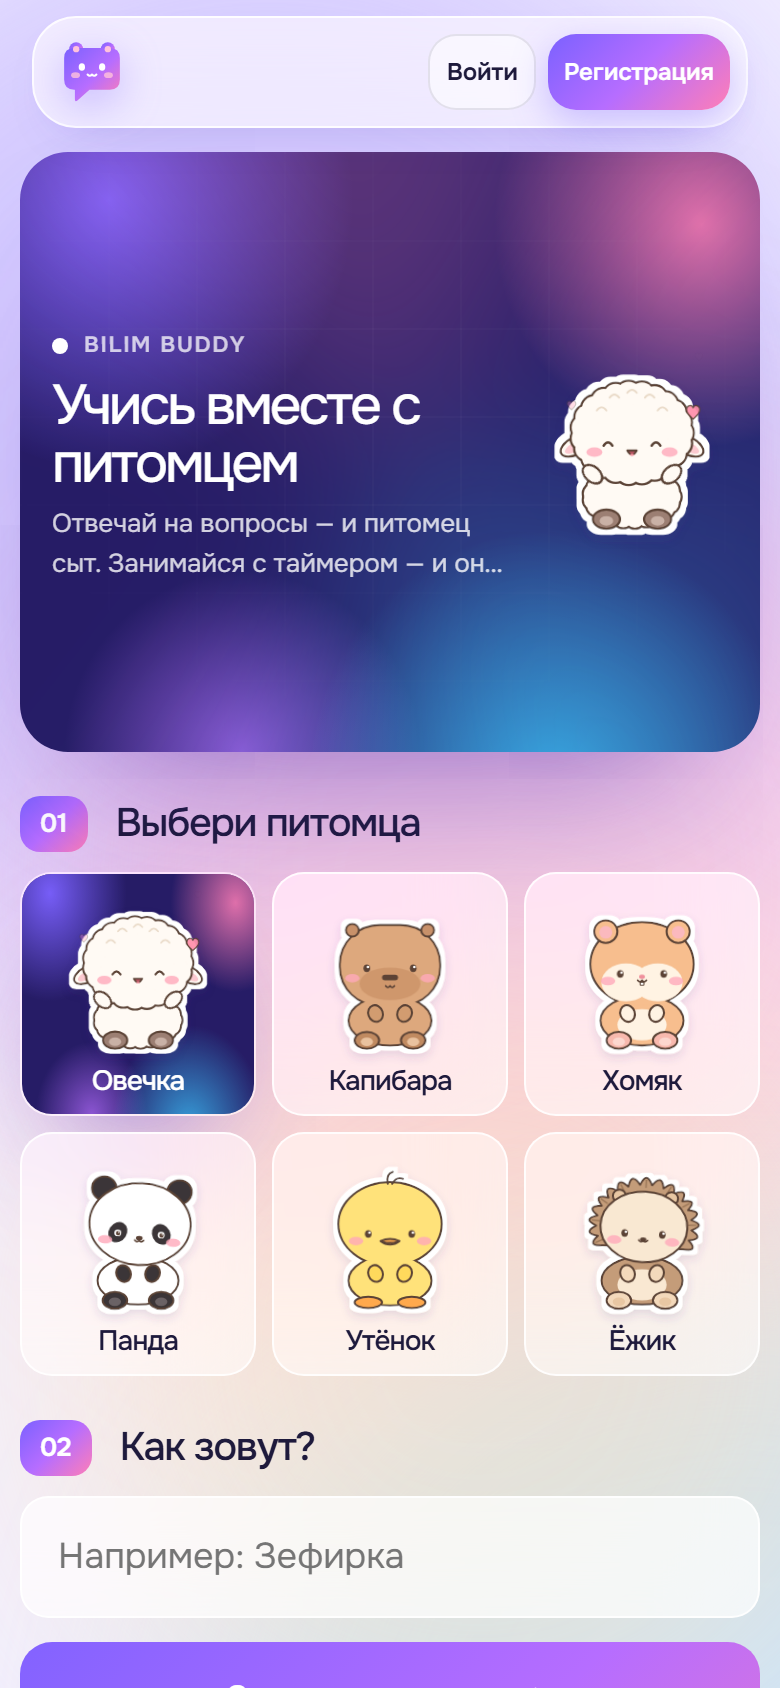 Войти
Регистрация
BILIM BUDDY
Учись вместе с
питомцем
Отвечай на вопросы — и питомец
сыт. Занимайся с таймером — и он...
01
Выбери питомца
Овечка
Капибара
Хомяк
Панда
Утёнок
Ёжик
02
Как зовут?
Например: Зефирка